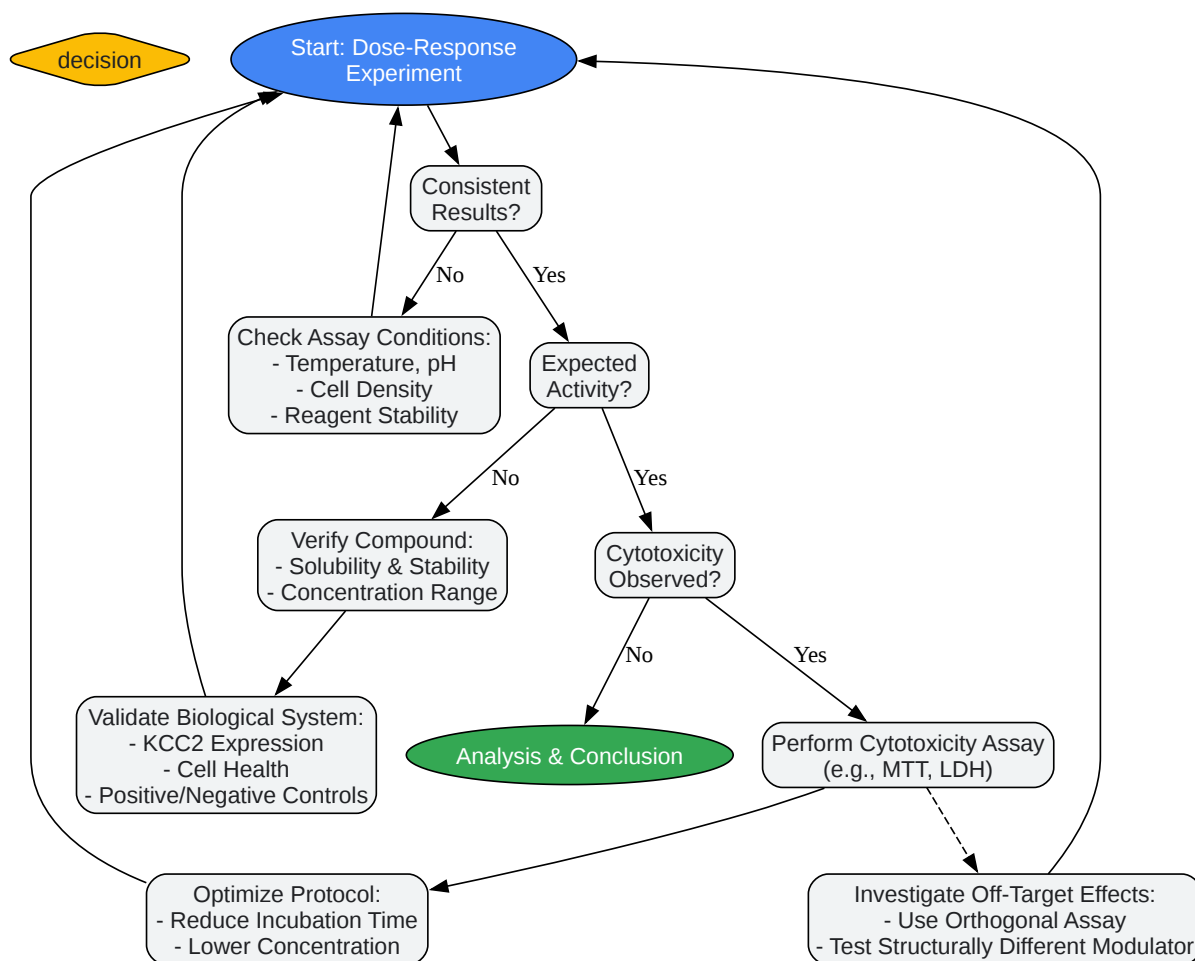 decision
Start: Dose-Response
Experiment
Consistent
Results?
No
Yes
Check Assay Conditions:
- Temperature, pH
- Cell Density
- Reagent Stability
Expected
Activity?
No
Yes
Verify Compound:
- Solubility & Stability
- Concentration Range
Cytotoxicity
Observed?
No
Yes
Validate Biological System:
- KCC2 Expression
- Cell Health
- Positive/Negative Controls
Analysis & Conclusion
Perform Cytotoxicity Assay
(e.g., MTT, LDH)
Optimize Protocol:
- Reduce Incubation Time
- Lower Concentration
Investigate Off-Target Effects:
- Use Orthogonal Assay
- Test Structurally Different Modulator